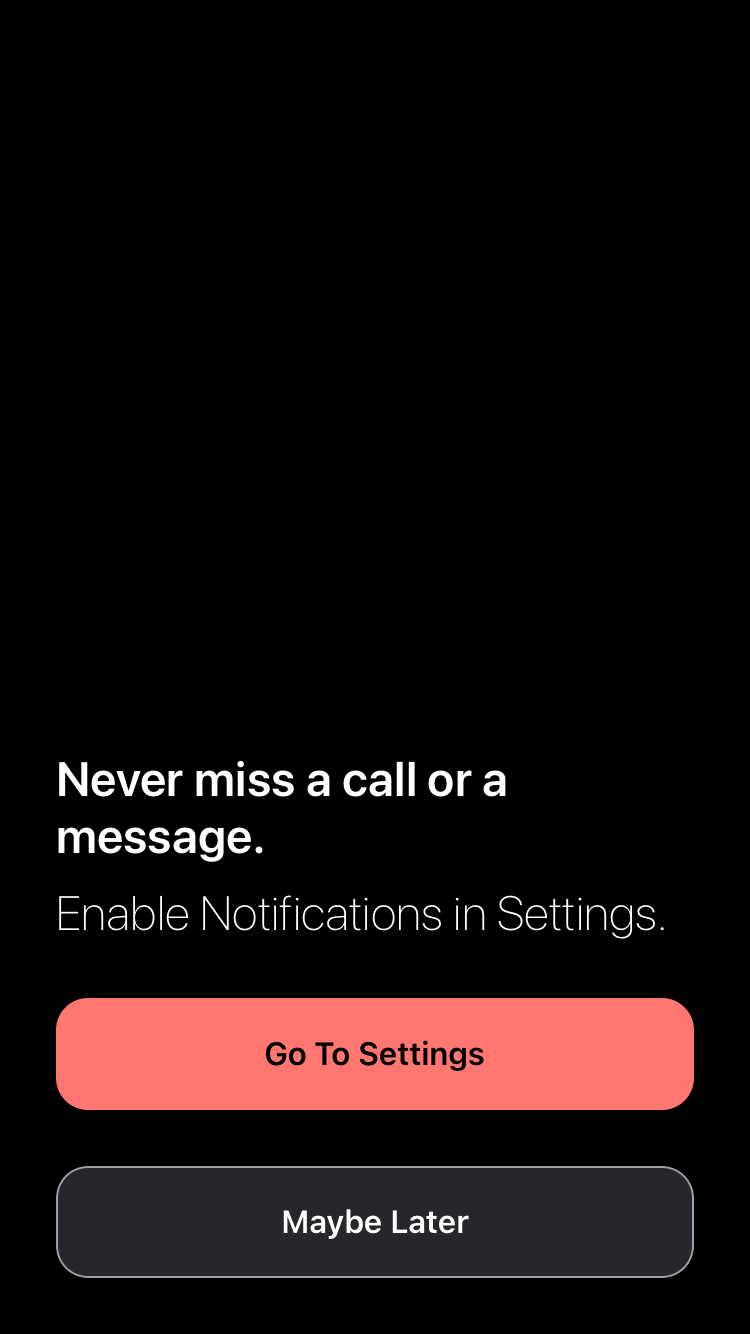 Never miss a call or a
message.
Enable Notifications in Settings.
Go To Settings
Maybe Later